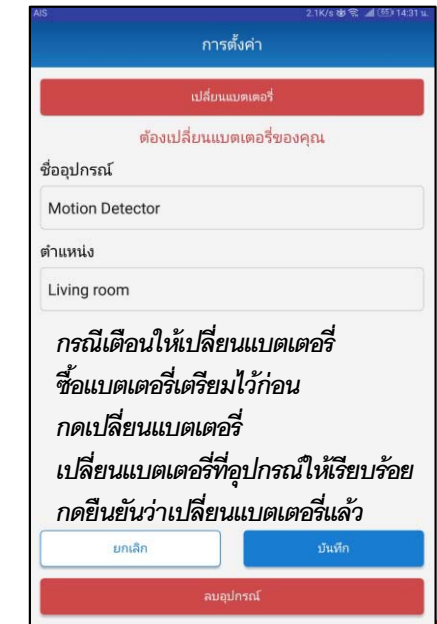 AIS 2.1K/s 55 14:31 น.
การตั้งค่า
เปลี่ยนแบตเตอรี่
ต้องเปลี่ยนแบตเตอรี่ของคุณ
ชื่ออุปกรณ์
Motion Detector
ตำแหน่ง
Living room
กรณีเตือนให้เปลี่ยนแบตเตอรี่
ซื้อแบตเตอรี่เตรียมไว้ก่อน
กดเปลี่ยนแบตเตอรี่
เปลี่ยนแบตเตอรี่ที่อุปกรณ์ให้เรียบร้อย
กดยืนยันว่าเปลี่ยนแบตเตอรี่แล้ว
ยกเลิก บันทึก
ลบอุปกรณ์